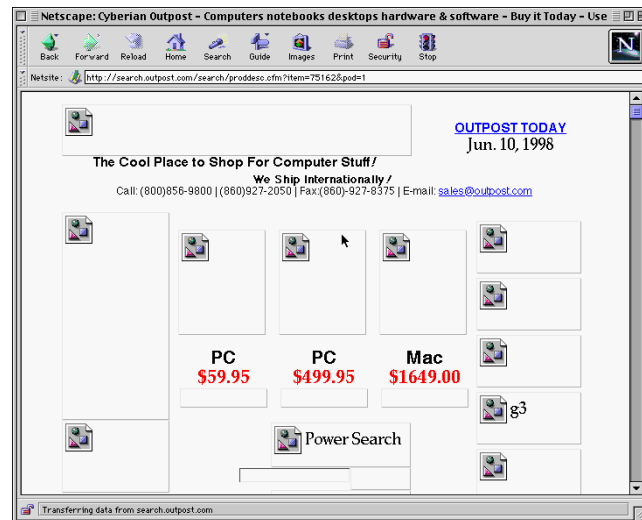 Netscape: Cyberian Outpost - Computers notebooks desktops hardware & software - Buy it Today - Use
Back Forward Reload Home Search Guide Images Print Security Stop
N
Netsite: http://search.outpost.com/search/proddesc.cfm?item=75162&pod=1
OUTPOST TODAY
Jun. 10, 1998
The Cool Place to Shop For Computer Stuff!
We Ship Internationally!
Call: (800)856-9800 | (860)927-2050 | Fax:(860)-927-8375 | E-mail: sales@outpost.com
PC PC Mac
$59.95 $499.95 $1649.00
g3
Power Search
Transferring data from search.outpost.com